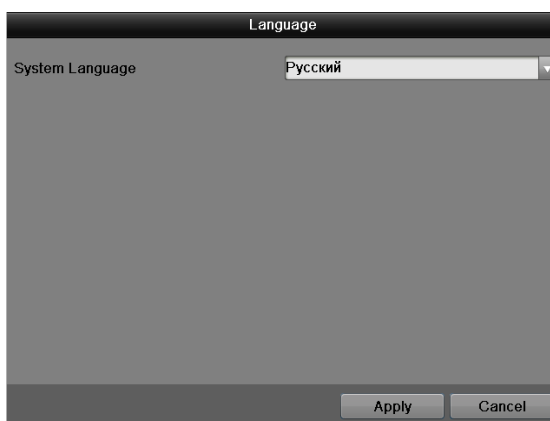 Language
System Language Русский
Apply Cancel